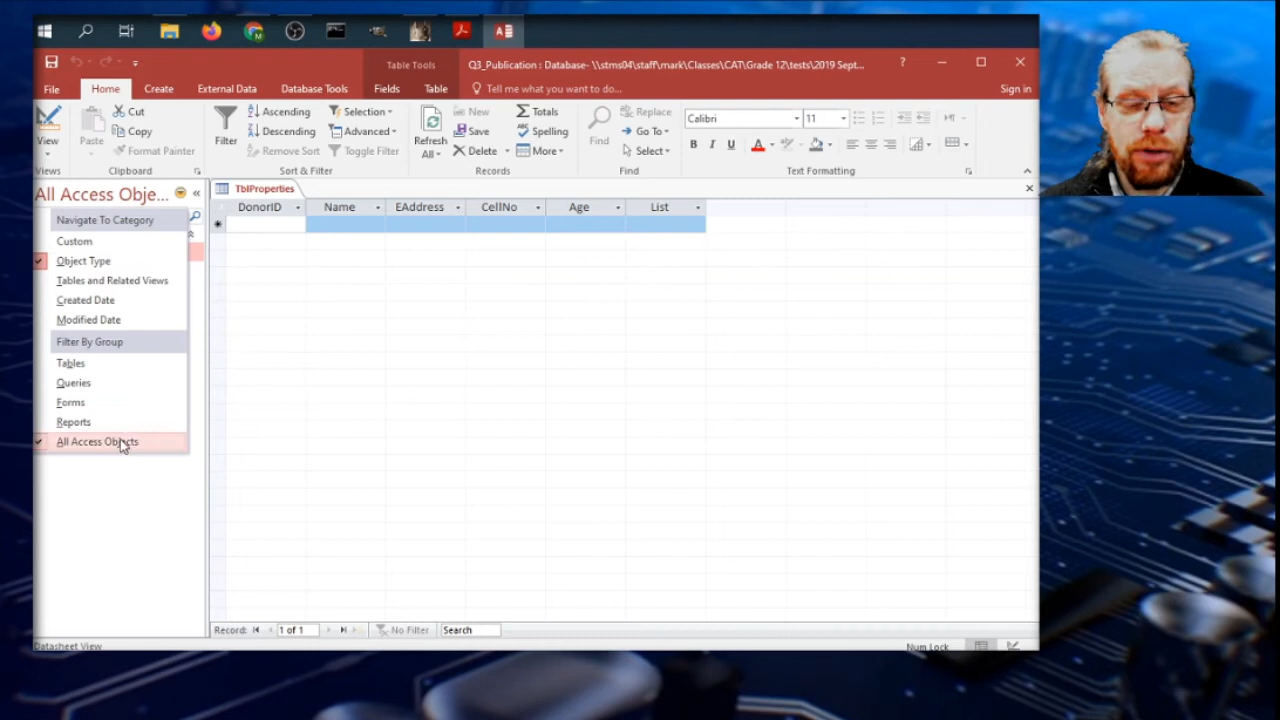 Table Tools
Q3_Publication : Database- \\stms04\staff\mark\Classes\CAT\Grade 12\tests\2019 Sept...
?
File
Home
Create
External Data
Database Tools
Fields
Table
Tell me what you want to do...
Sign in
View
Views
Paste
Cut
Copy
Format Painter
Clipboard
Filter
Ascending
Descending
Remove Sort
Selection
Advanced
Toggle Filter
Sort & Filter
Refresh
All
New
Save
Delete
Totals
Spelling
More
Records
Find
Replace
Go To
Select
Find
Calibri
11
B I U A
Text Formatting
All Access Obje...
Navigate To Category
Custom
Object Type
Tables and Related Views
Created Date
Modified Date
Filter By Group
Tables
Queries
Forms
Reports
All Access Objects
TblProperties
DonorID Name EAddress CellNo Age List
Record: 1 of 1 No Filter Search
Datasheet View
Num Lock